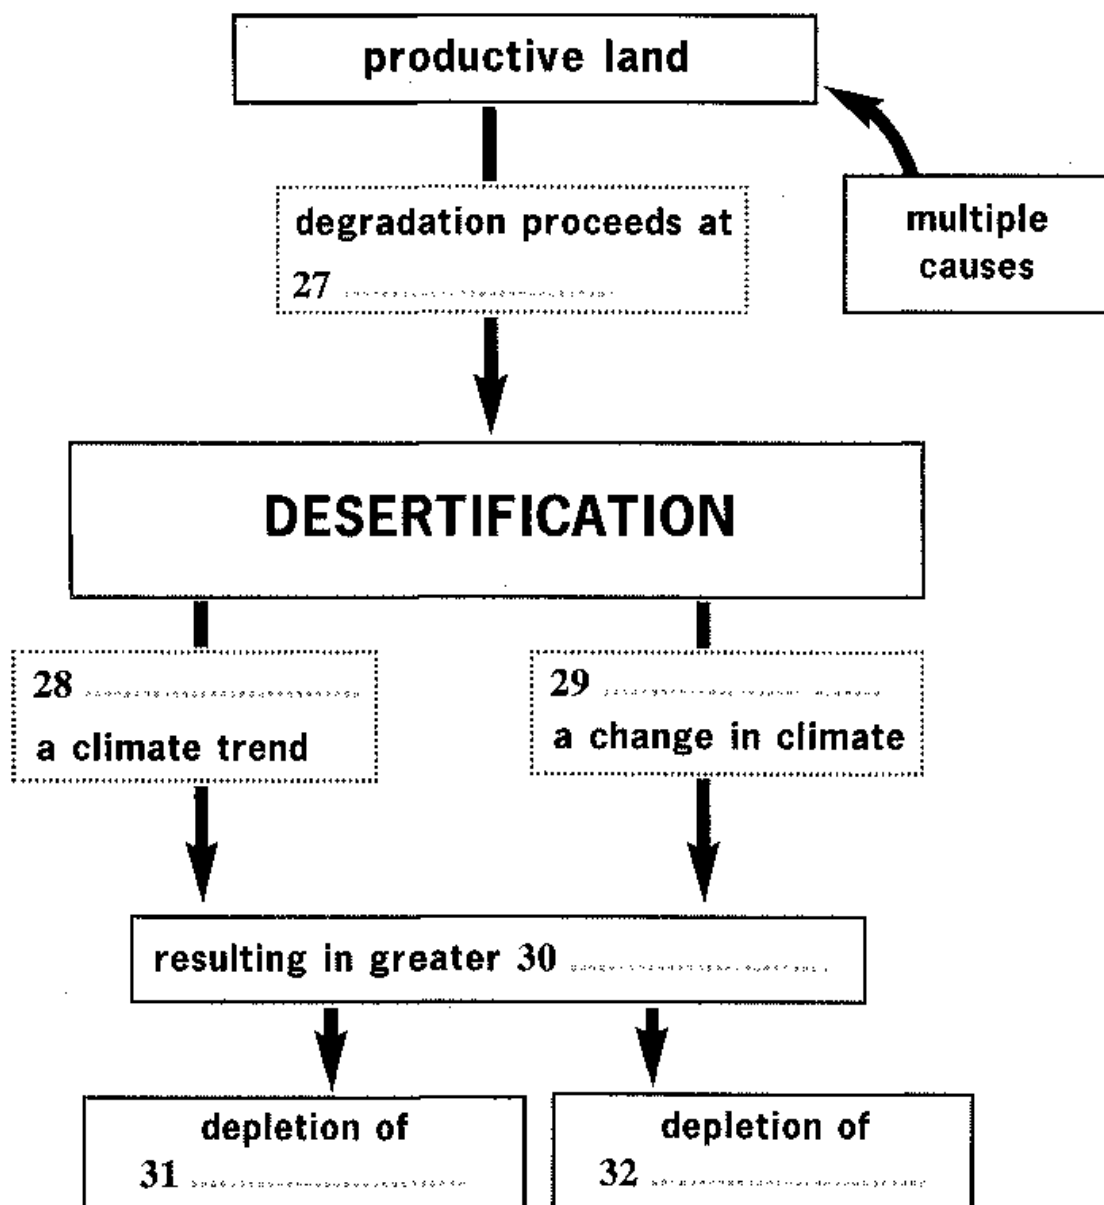 productive land
multiple
causes
degradation proceeds at
27
DESERTIFICATION
28
a climate trend
29
a change in climate
resulting in greater 30
depletion of
31
depletion of
32